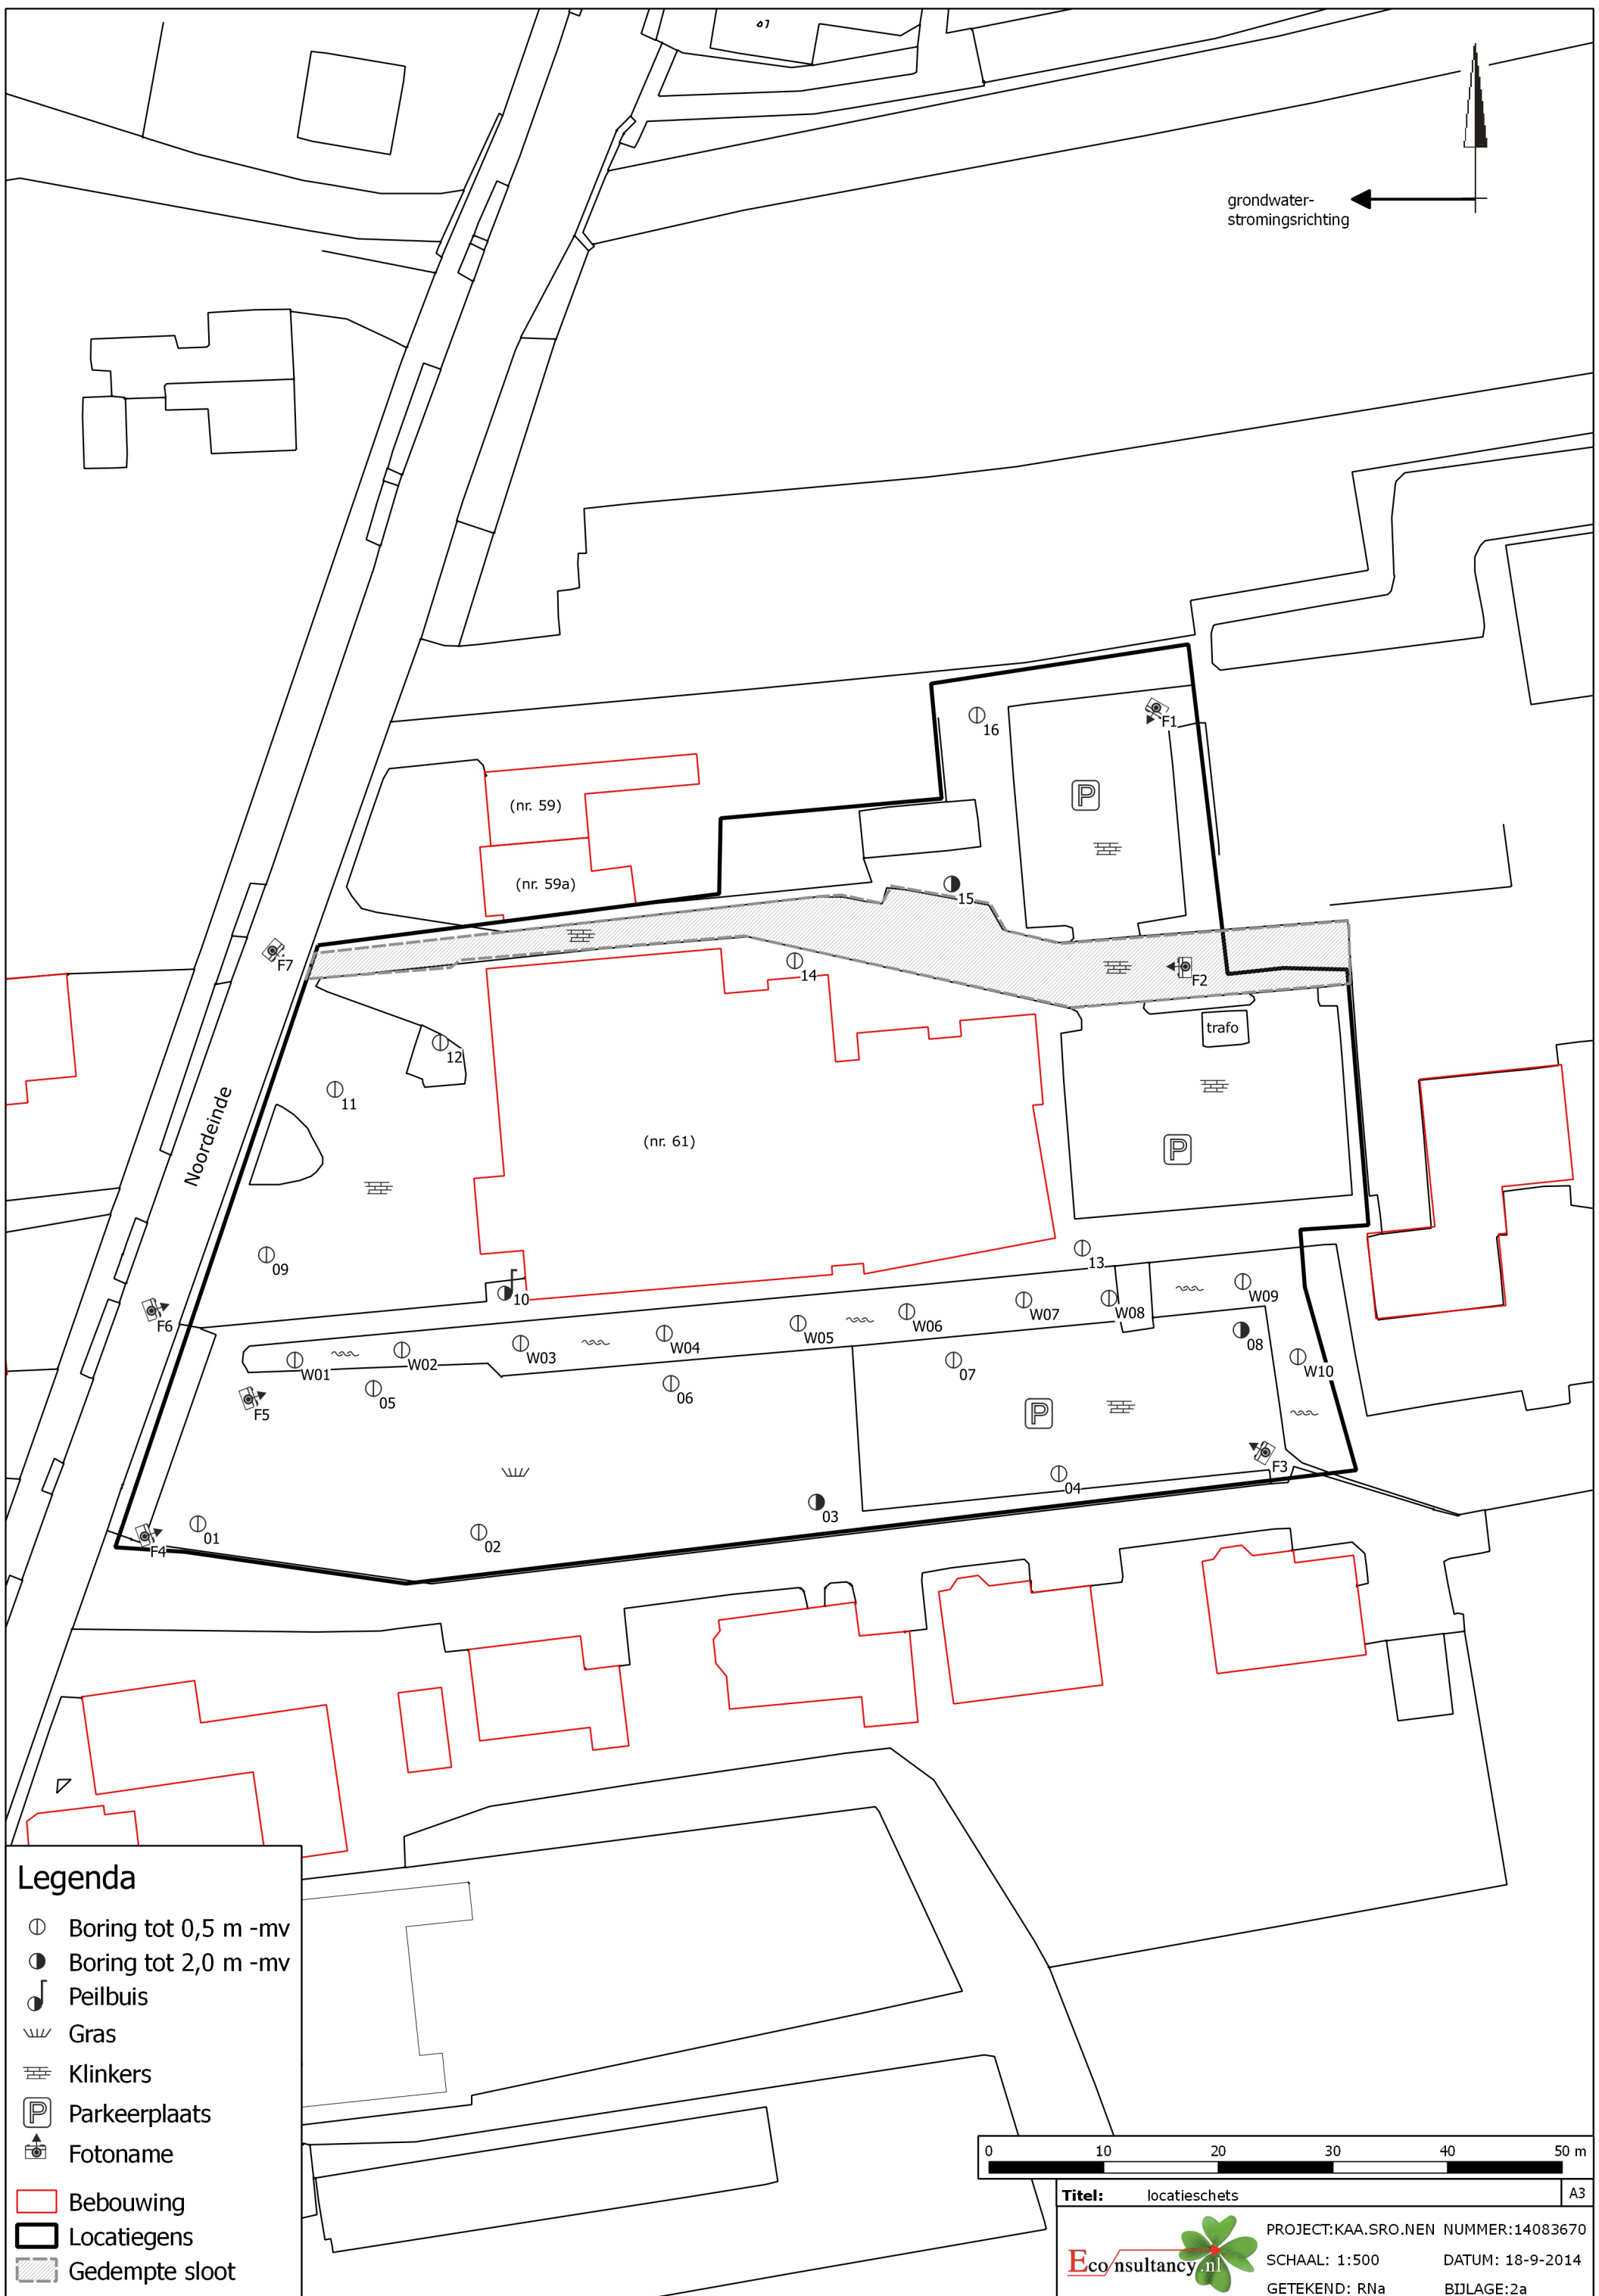 grondwater-
stromingsrichting
16
F1
P
(nr. 59)
(nr. 59a)
15
F7
14
F2
trafo
12
11
Noordeinde
(nr. 61)
P
09
13
10
W09
F6
W08
W07
W06
W05
W04
W03
W02
W01
08
W10
07
06
05
F5
P
F3
04
03
02
01
F4
Legenda
Boring tot 0,5 m -mv
Boring tot 2,0 m -mv
Peilbuis
Gras
Klinkers
P Parkeerplaats
Fotoname
Bebouwing
Locatiegens
Gedempte sloot
0 10 20 30 40 50 m
Titel: locatieschets A3
Econsultancy.nl
PROJECT:KAA.SRO.NEN NUMMER:14083670
SCHAAL: 1:500 DATUM: 18-9-2014
GETEKEND: RNa BIJLAGE:2a